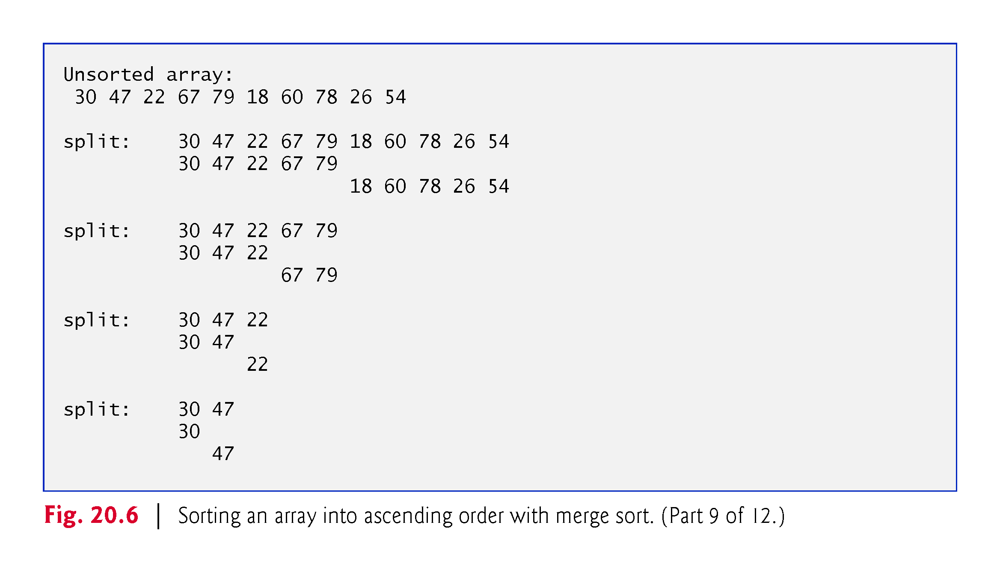 Unsorted array:
 30 47 22 67 79 18 60 78 26 54
split:    30 47 22 67 79 18 60 78 26 54
          30 47 22 67 79
                         18 60 78 26 54
split:    30 47 22 67 79
          30 47 22
                   67 79
split:    30 47 22
          30 47
                22
split:    30 47
          30
             47
Fig. 20.6 | Sorting an array into ascending order with merge sort. (Part 9 of 12.)